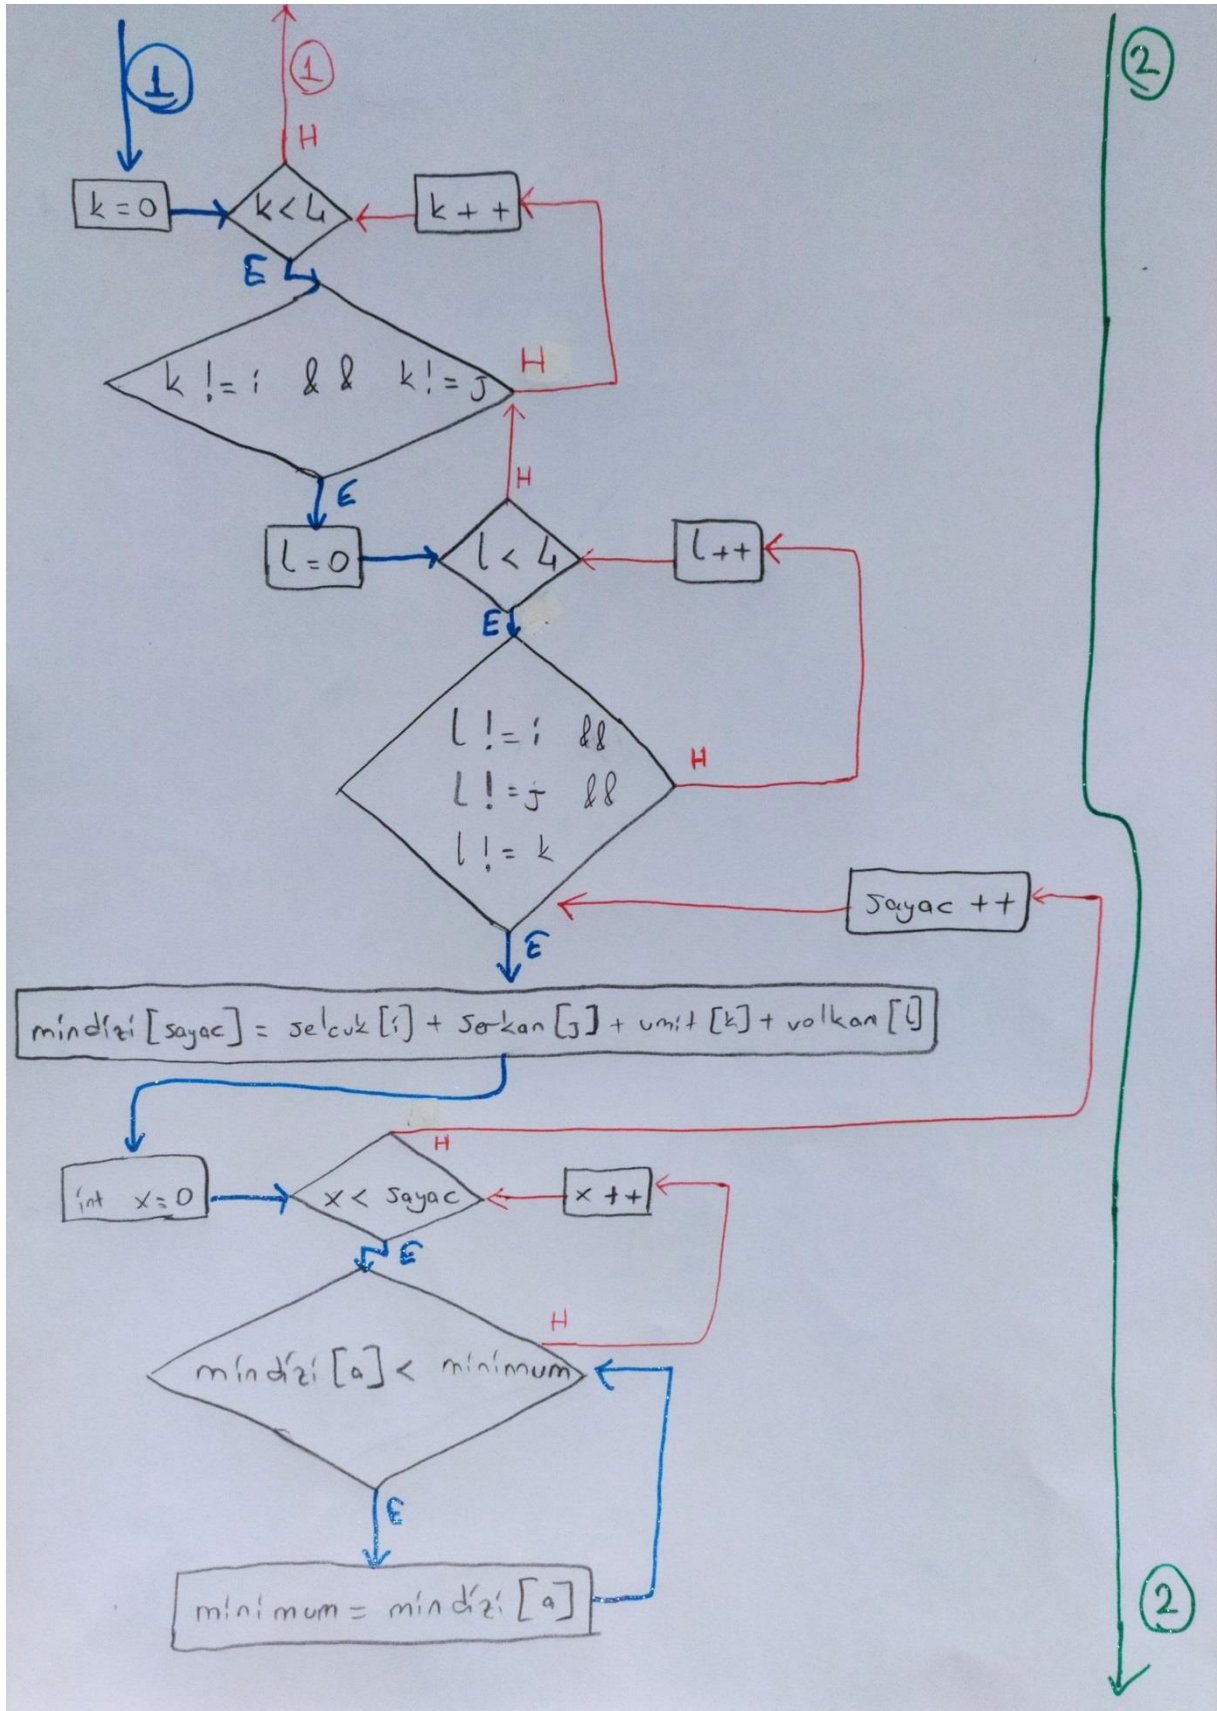 1
1
2
H
k=0
k<4
k++
E
H
k != i && k != j
E
H
l=0
l<4
l++
E
l != i &&
l != j &&
l != k
H
sayac ++
E
mindizi[sayac] = selcuk[i] + serkan[j] + umit[k] + volkan[l]
H
int x=0
x < sayac
x ++
E
H
mindizi[a] < minimum
E
minimum = mindizi[a]
2